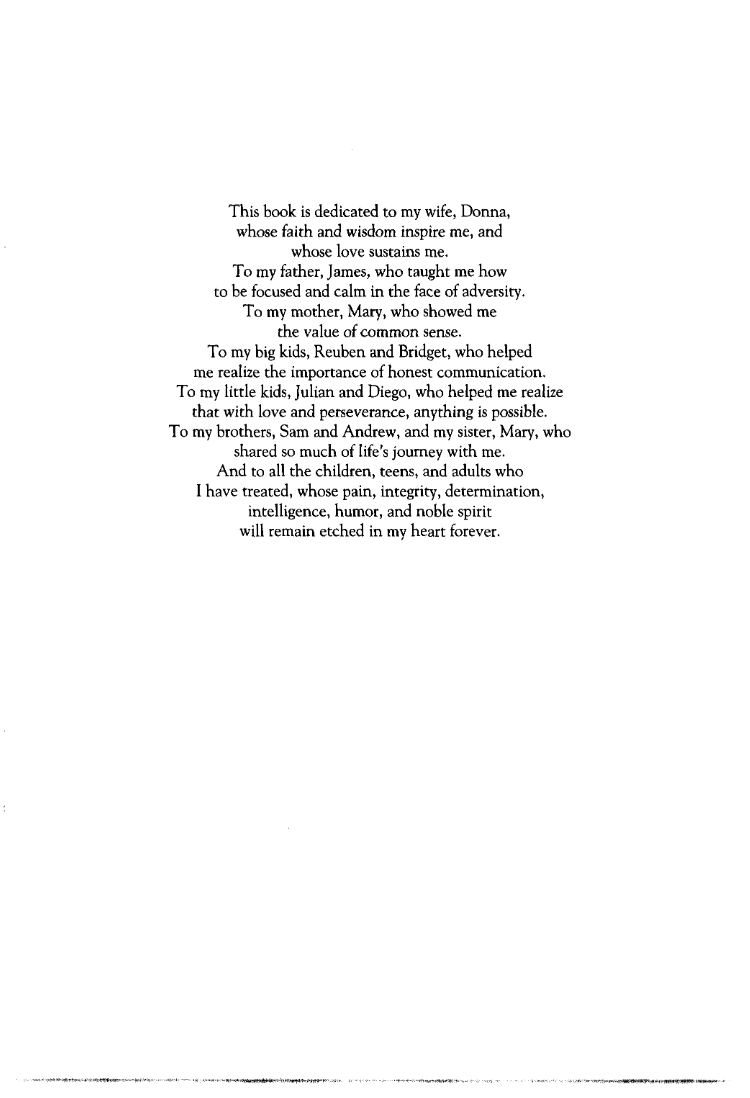 This book is dedicated to my wife, Donna,
whose faith and wisdom inspire me, and
whose love sustains me.
To my father, James, who taught me how
to be focused and calm in the face of adversity.
To my mother, Mary, who showed me
the value of common sense.
To my big kids, Reuben and Bridget, who helped
me realize the importance of honest communication.
To my little kids, Julian and Diego, who helped me realize
that with love and perseverance, anything is possible.
To my brothers, Sam and Andrew, and my sister, Mary, who
shared so much of life's journey with me.
And to all the children, teens, and adults who
I have treated, whose pain, integrity, determination,
intelligence, humor, and noble spirit
will remain etched in my heart forever.